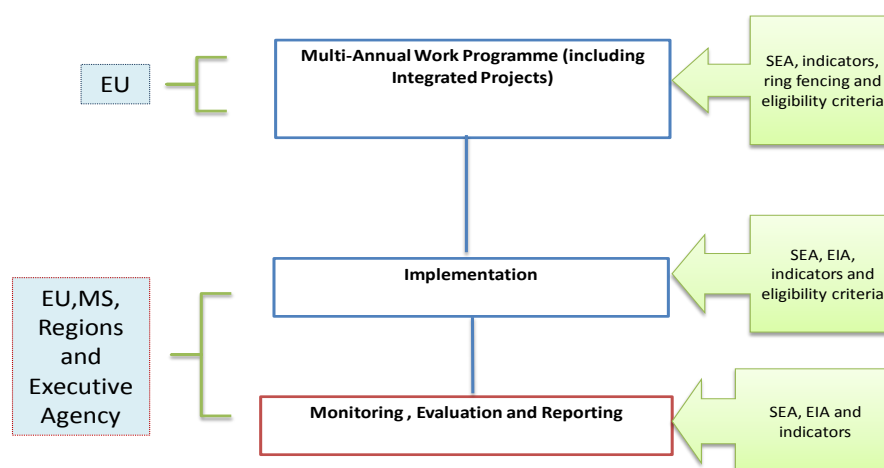 EU
Multi-Annual Work Programme (including
Integrated Projects)
SEA, indicators,
ring fencing and
eligibility criteria
EU,MS,
Regions
and
Executive
Agency
Implementation
SEA, EIA,
indicators and
eligibility criteria
Monitoring , Evaluation and Reporting
SEA, EIA and
indicators